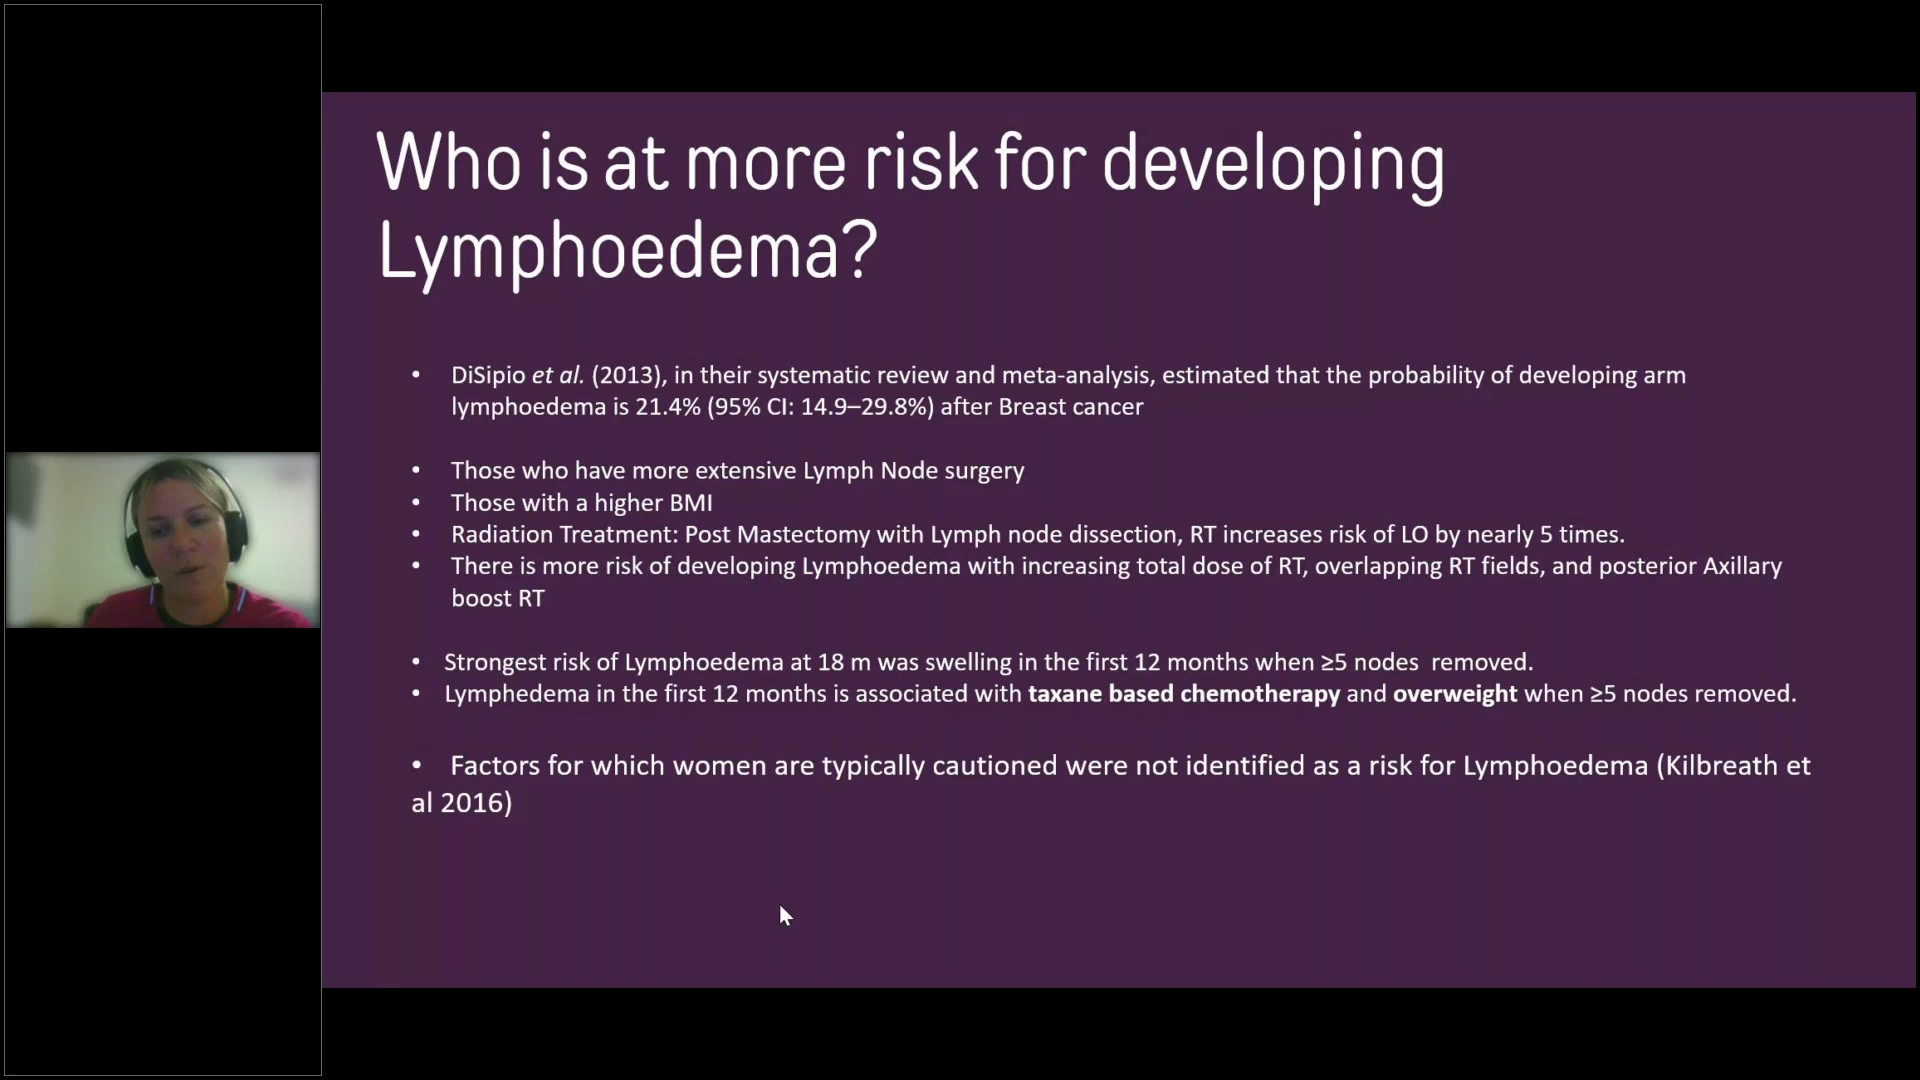 Who is at more risk for developing
Lymphoedema?
• DiSipio et al. (2013), in their systematic review and meta-analysis, estimated that the probability of developing arm
lymphoedema is 21.4% (95% CI: 14.9–29.8%) after Breast cancer
• Those who have more extensive Lymph Node surgery
• Those with a higher BMI
• Radiation Treatment: Post Mastectomy with Lymph node dissection, RT increases risk of LO by nearly 5 times.
• There is more risk of developing Lymphoedema with increasing total dose of RT, overlapping RT fields, and posterior Axillary
boost RT
• Strongest risk of Lymphoedema at 18 m was swelling in the first 12 months when ≥5 nodes removed.
• Lymphedema in the first 12 months is associated with taxane based chemotherapy and overweight when ≥5 nodes removed.
• Factors for which women are typically cautioned were not identified as a risk for Lymphoedema (Kilbreath et
al 2016)